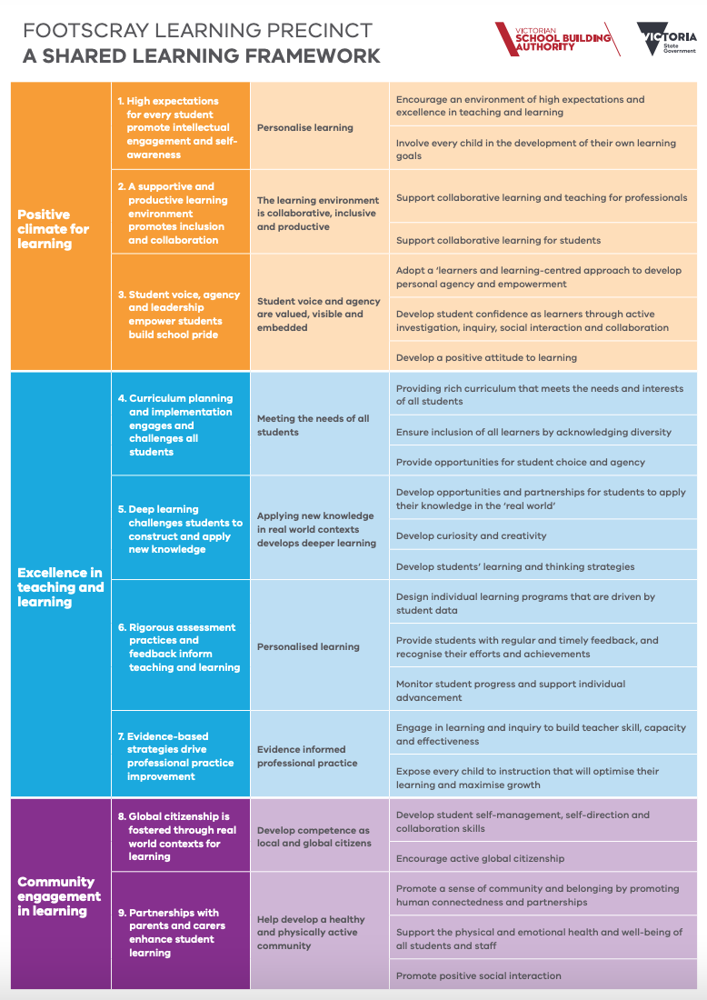 FOOTSCRAY LEARNING PRECINCT
A SHARED LEARNING FRAMEWORK
VICTORIAN
SCHOOL BUILDING
AUTHORITY
VICTORIA
State
Government
Positive
climate for
learning
1. High expectations
for every student
promote intellectual
engagement and self-
awareness
Personalise learning
Encourage an environment of high expectations and
excellence in teaching and learning
Involve every child in the development of their own learning
goals
2. A supportive and
productive learning
environment
promotes inclusion
and collaboration
The learning environment
is collaborative, inclusive
and productive
Support collaborative learning and teaching for professionals
Support collaborative learning for students
3. Student voice, agency
and leadership
empower students
build school pride
Student voice and agency
are valued, visible and
embedded
Adopt a ‘learners and learning-centred approach to develop
personal agency and empowerment
Develop student confidence as learners through active
investigation, inquiry, social interaction and collaboration
Develop a positive attitude to learning
Excellence in
teaching and
learning
4. Curriculum planning
and implementation
engages and
challenges all
students
Meeting the needs of all
students
Providing rich curriculum that meets the needs and interests
of all students
Ensure inclusion of all learners by acknowledging diversity
Provide opportunities for student choice and agency
5. Deep learning
challenges students to
construct and apply
new knowledge
Applying new knowledge
in real world contexts
develops deeper learning
Develop opportunities and partnerships for students to apply
their knowledge in the ‘real world’
Develop curiosity and creativity
Develop students’ learning and thinking strategies
6. Rigorous assessment
practices and
feedback inform
teaching and learning
Personalised learning
Design individual learning programs that are driven by
student data
Provide students with regular and timely feedback, and
recognise their efforts and achievements
Monitor student progress and support individual
advancement
7. Evidence-based
strategies drive
professional practice
improvement
Evidence informed
professional practice
Engage in learning and inquiry to build teacher skill, capacity
and effectiveness
Expose every child to instruction that will optimise their
learning and maximise growth
Community
engagement
in learning
8. Global citizenship is
fostered through real
world contexts for
learning
Develop competence as
local and global citizens
Develop student self-management, self-direction and
collaboration skills
Encourage active global citizenship
9. Partnerships with
parents and carers
enhance student
learning
Help develop a healthy
and physically active
community
Promote a sense of community and belonging by promoting
human connectedness and partnerships
Support the physical and emotional health and well-being of
all students and staff
Promote positive social interaction